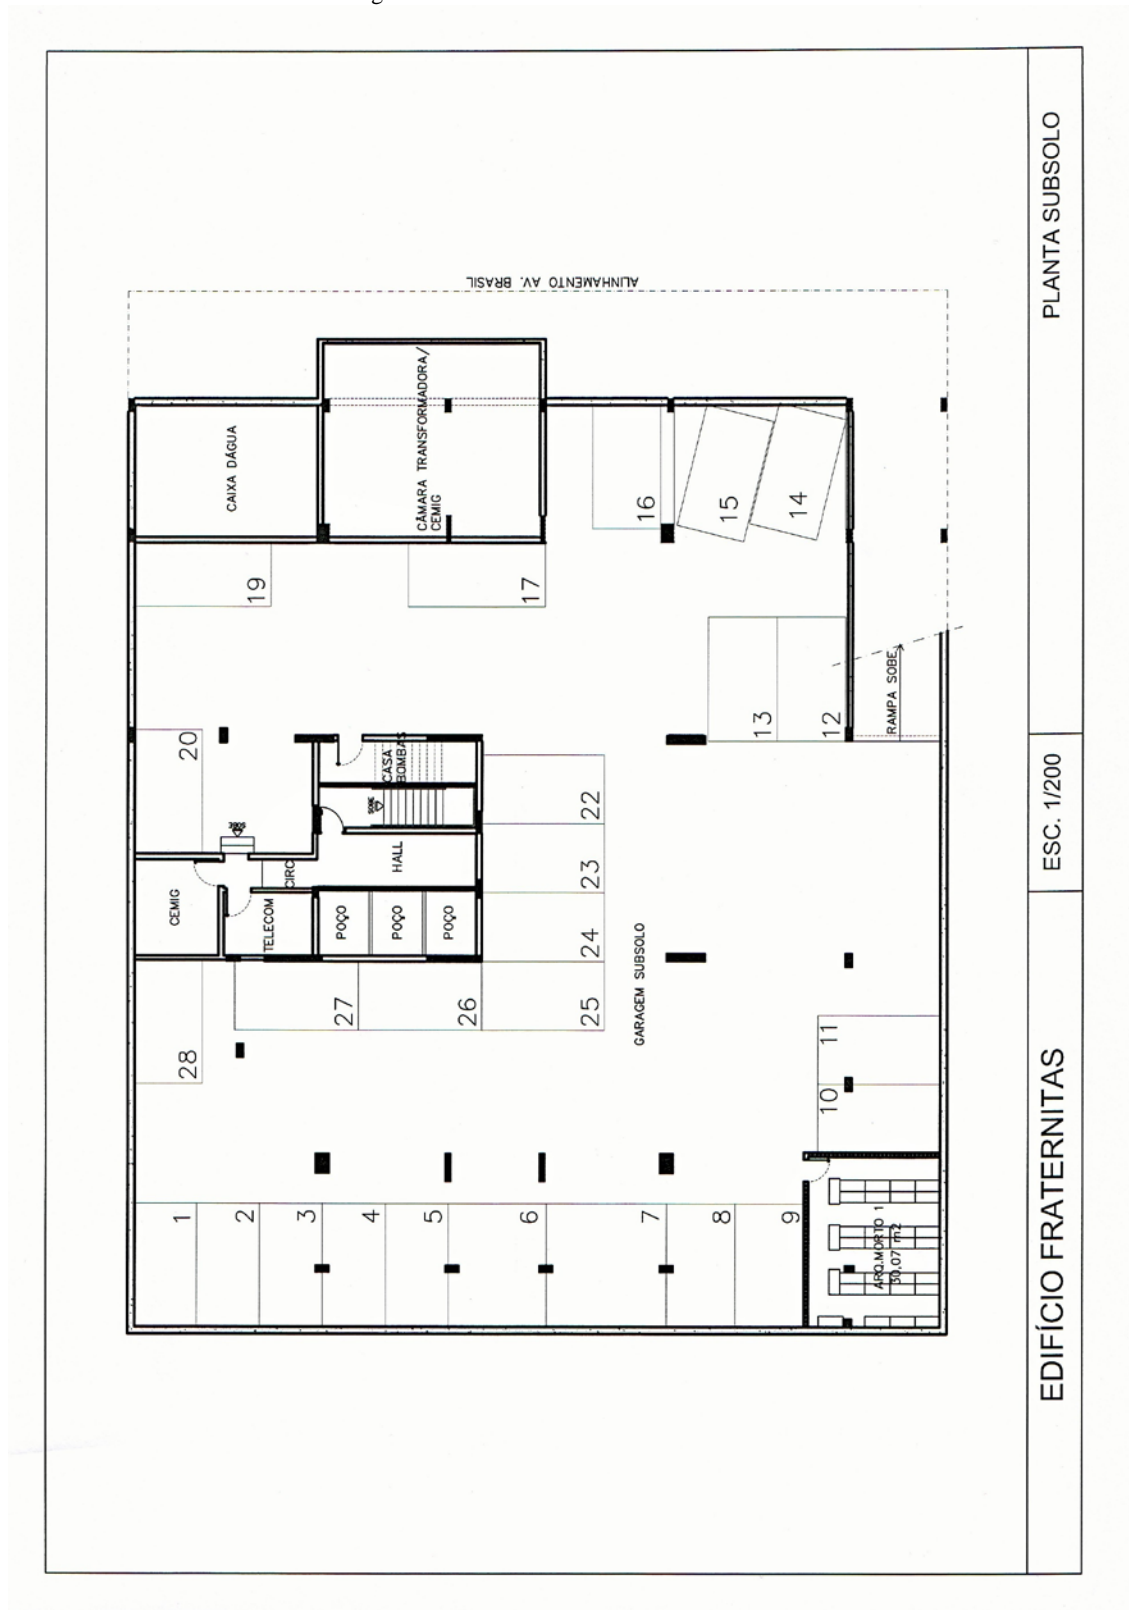 g
PLANTA SUBSOLO
ESC. 1/200
EDIFÍCIO FRATERNITAS
ALINHAMENTO AV. BRASIL
CAIXA DÁGUA
CÂMARA TRANSFORMADORA/
CEMIG
16
15
14
19
17
13
12
RAMPA SOBE
20
CASA
BOMBAS
SOBE
22
SOBE
HALL
CIRC
23
CEMIG
TELECOM
POÇO
POÇO
POÇO
24
GARAGEM SUBSOLO
27
26
25
28
11
10
1
2
3
4
5
6
7
8
9
ARQ.MORTO 1
30,07 m2